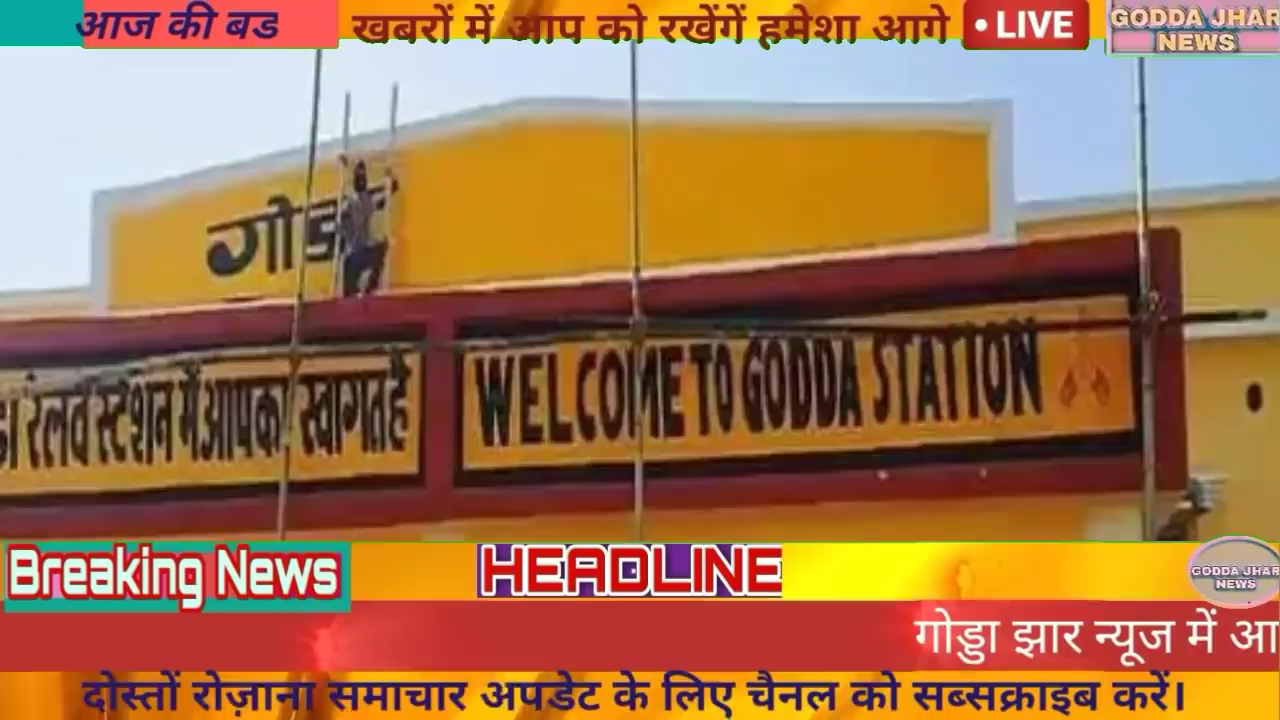 आज की बड
खबरों में आप को रखेंगें हमेशा आगे
• LIVE
GODDA JHAR
NEWS
गोड
रेलवे स्टेशन में आपका स्वागत है
WELCOME TO GODDA STATION
Breaking News
HEADLINE
GODDA JHAR
NEWS
गोड्डा झार न्यूज में आ
दोस्तों रोज़ाना समाचार अपडेट के लिए चैनल को सब्सक्राइब करें।